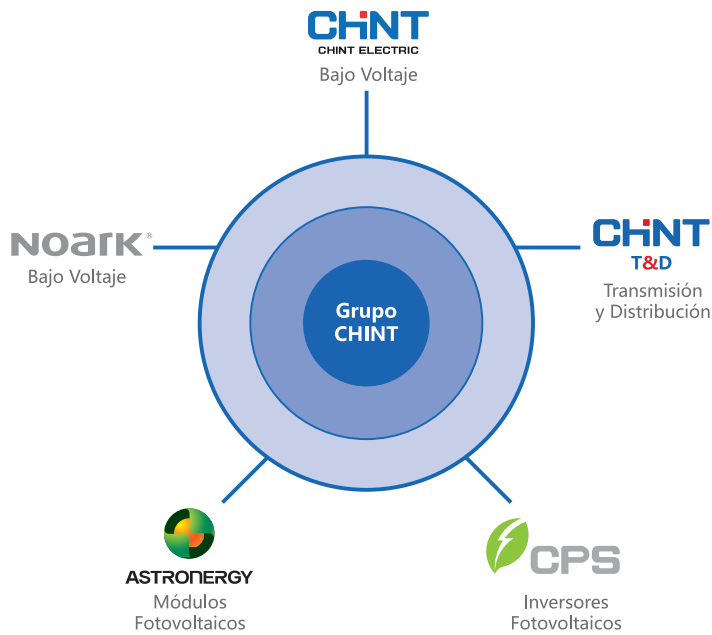 CHINT
CHINT ELECTRIC
Bajo Voltaje
NOARK®
Bajo Voltaje
CHINT
T&D
Transmisión
y Distribución
Grupo
CHINT
ASTRONERGY
Módulos
Fotovoltaicos
CPS
Inversores
Fotovoltaicos